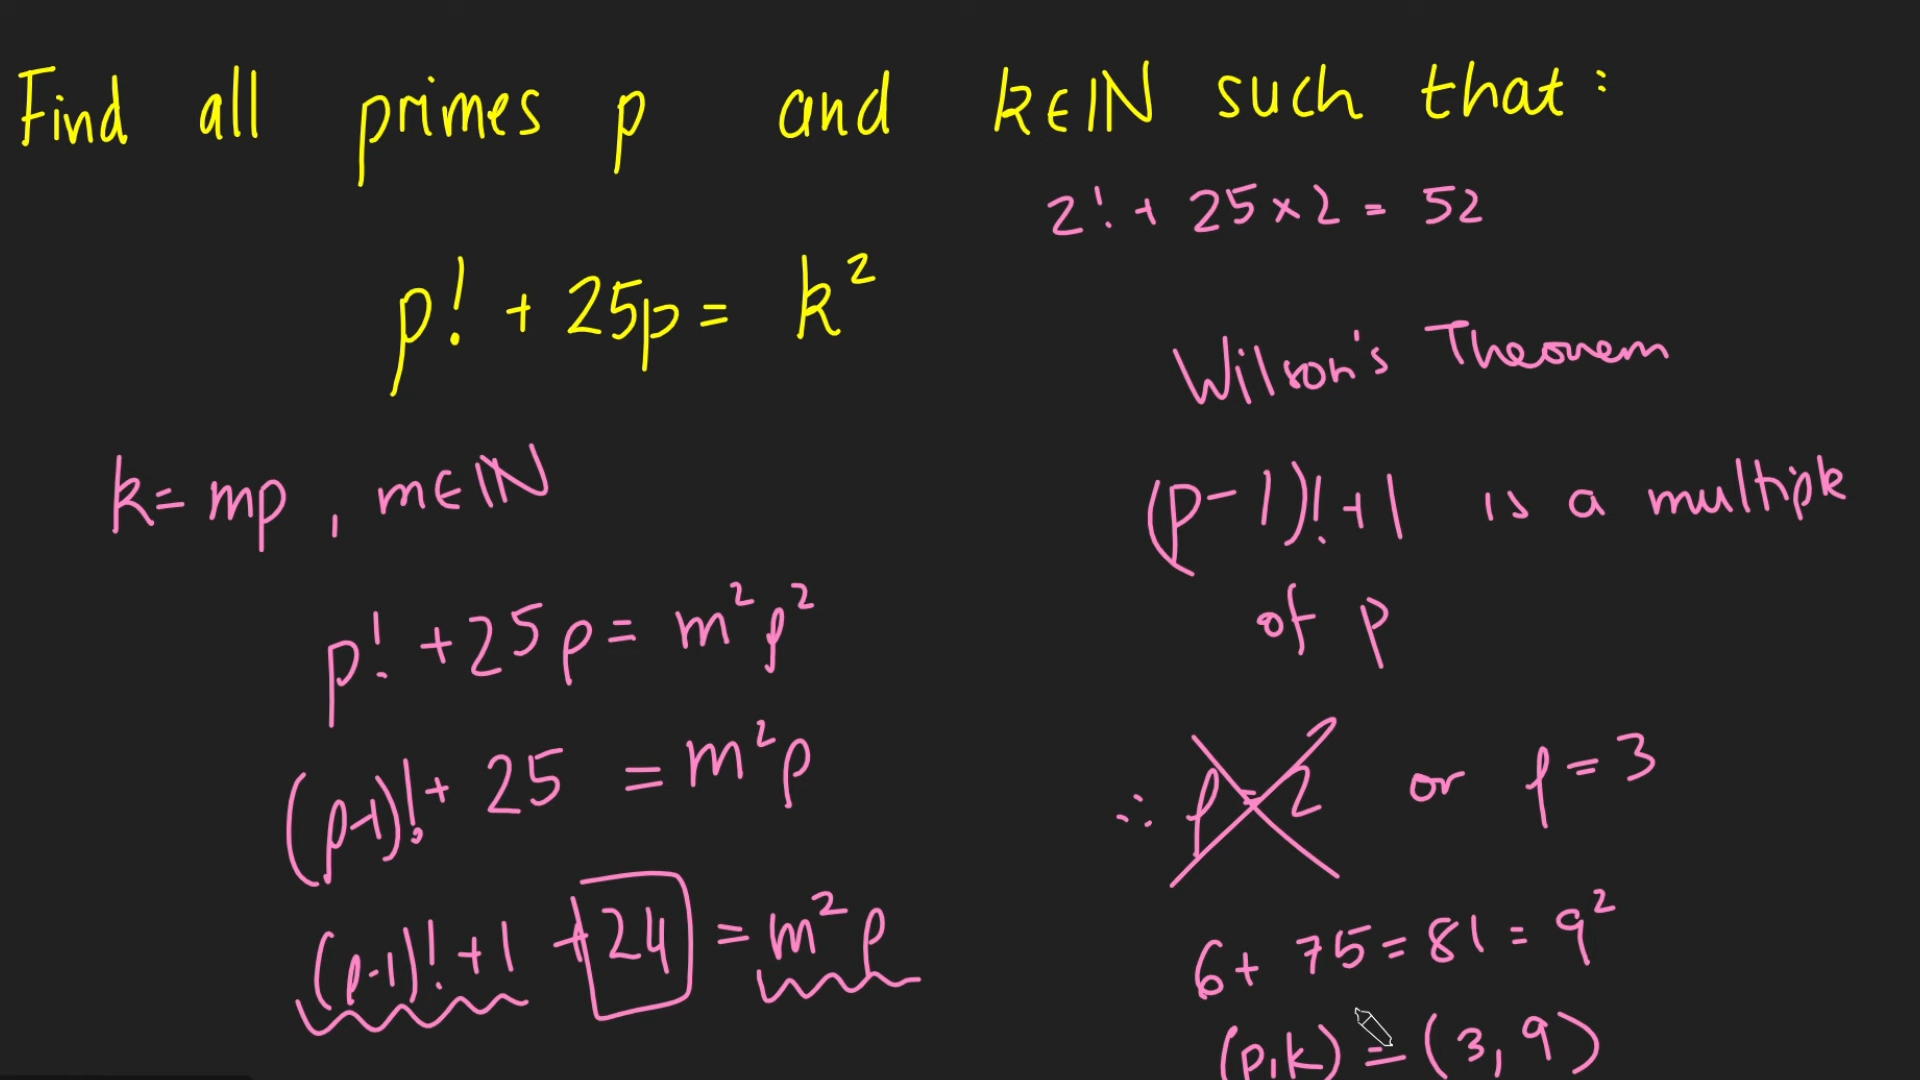 Find all primes p and k∈ℕ such that:
p! + 25p = k²
2! + 25 × 2 = 52
k = mp , m∈ℕ
p! + 25p = m²p²
(p-1)! + 25 = m²p
(p-1)! + 1 + 24 = m²p
Wilson's Theorem
(p-1)! + 1 is a multiple
of p
∴ p = 2 or p = 3
6 + 75 = 81 = 9²
(p,k) = (3, 9)